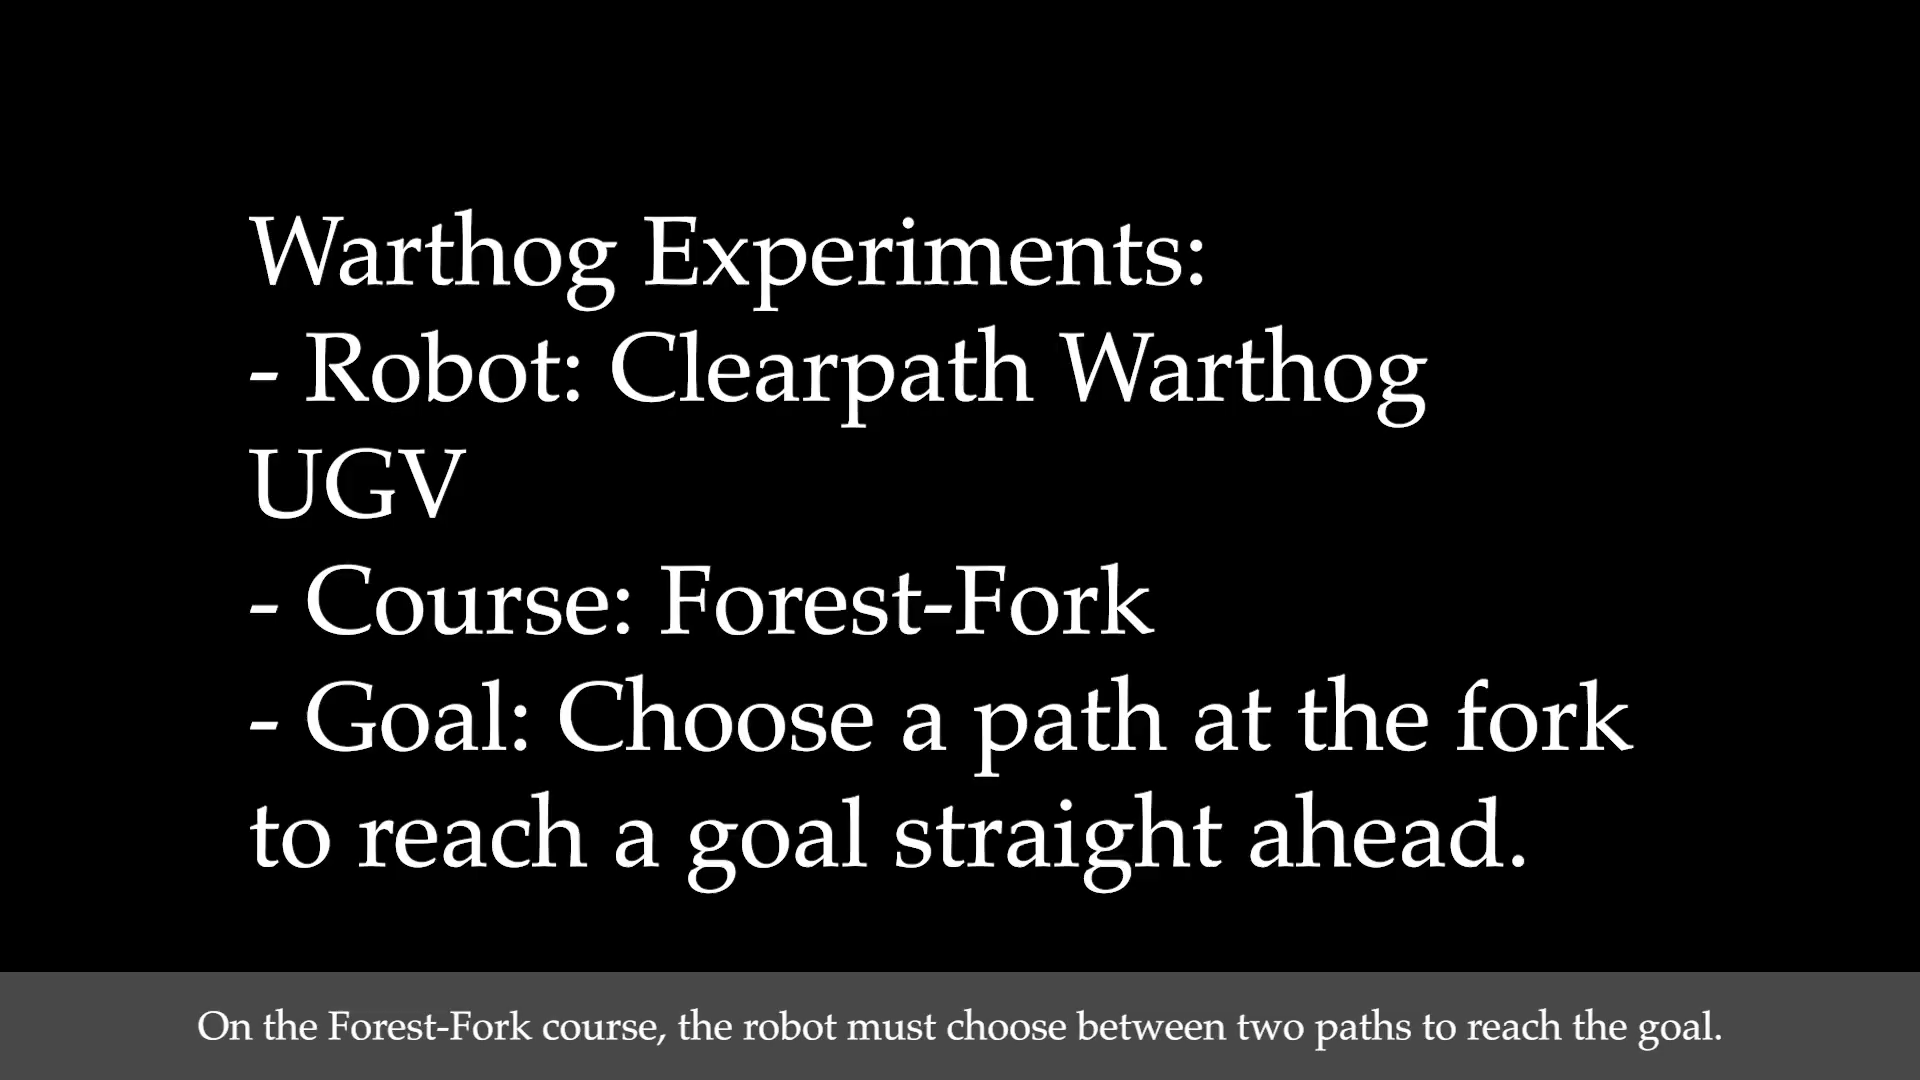 Warthog Experiments:
- Robot: Clearpath Warthog
UGV
- Course: Forest-Fork
- Goal: Choose a path at the fork
to reach a goal straight ahead.
On the Forest-Fork course, the robot must choose between two paths to reach the goal.